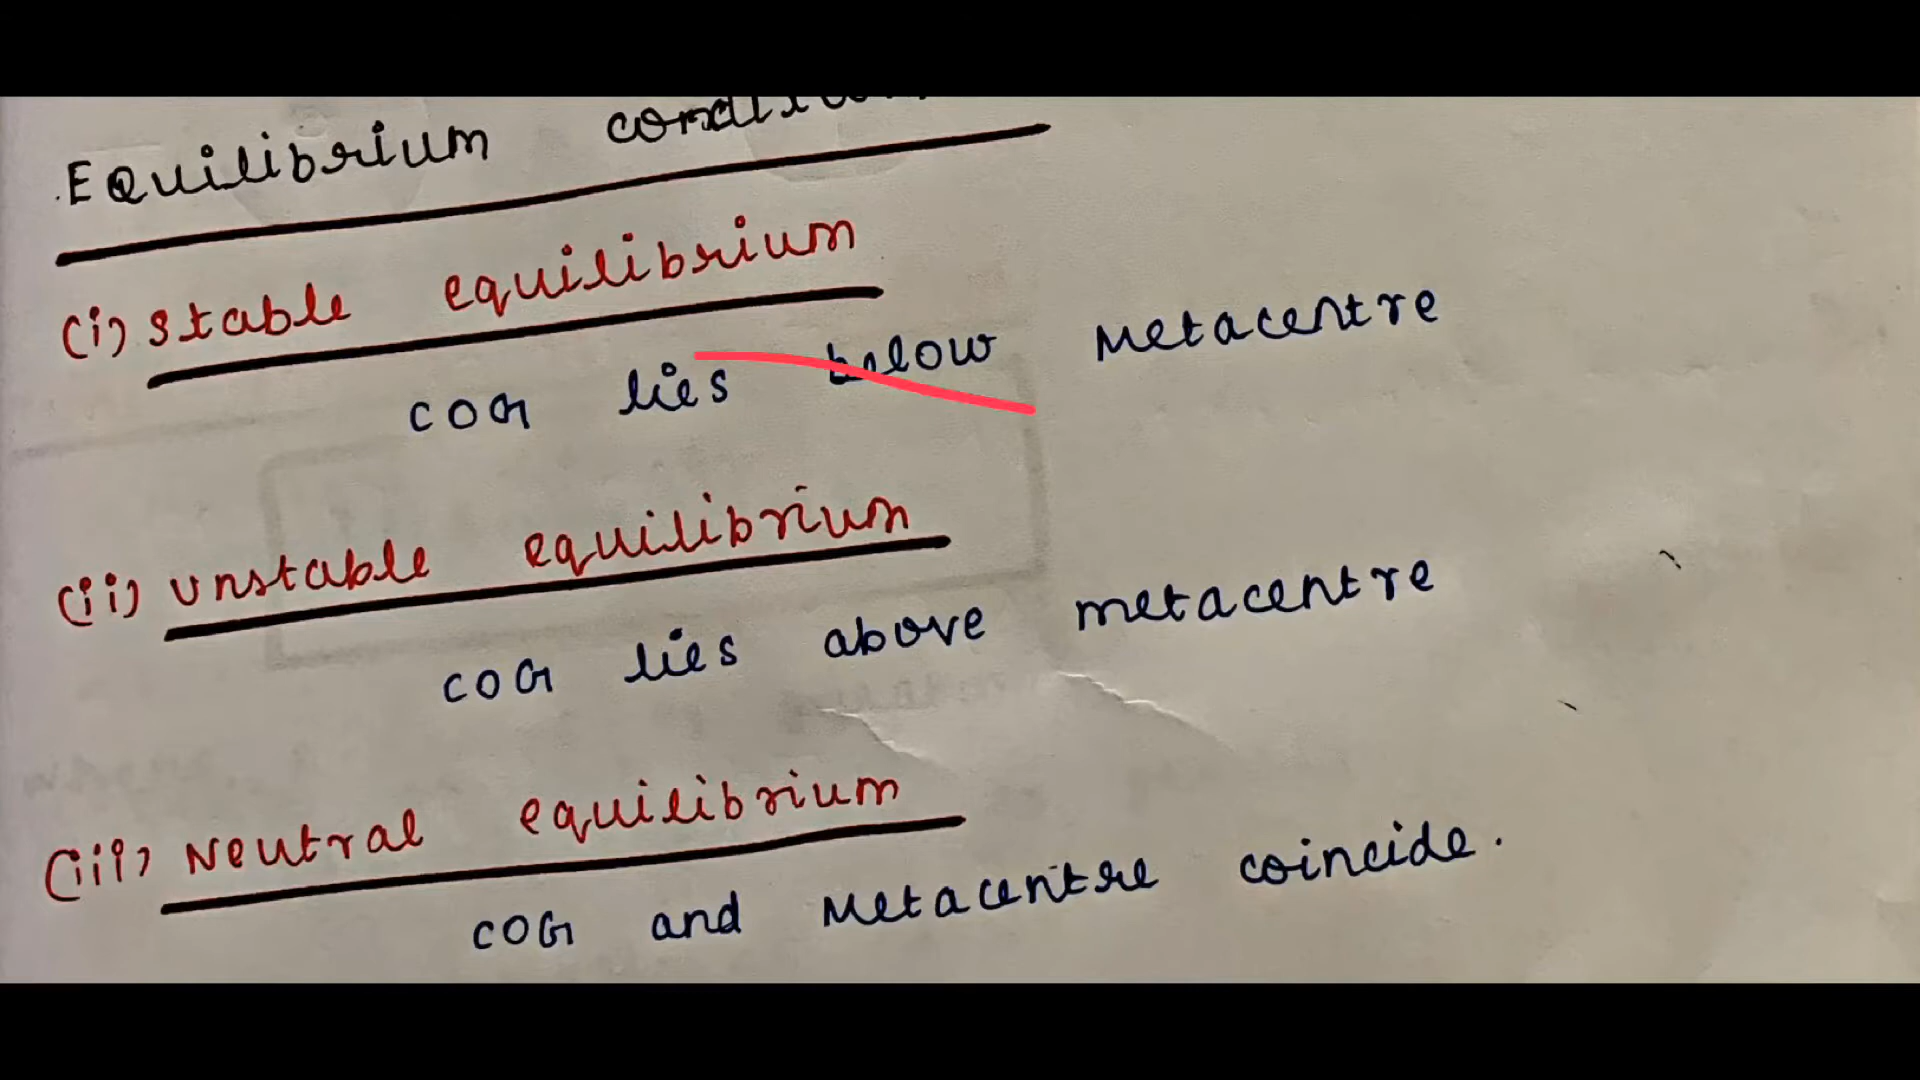 Equilibrium
(i) stable equilibrium
COG lies below Metacentre
(ii) unstable equilibrium
COG lies above metacentre
(iii) Neutral equilibrium
COG and Metacentre coincide.